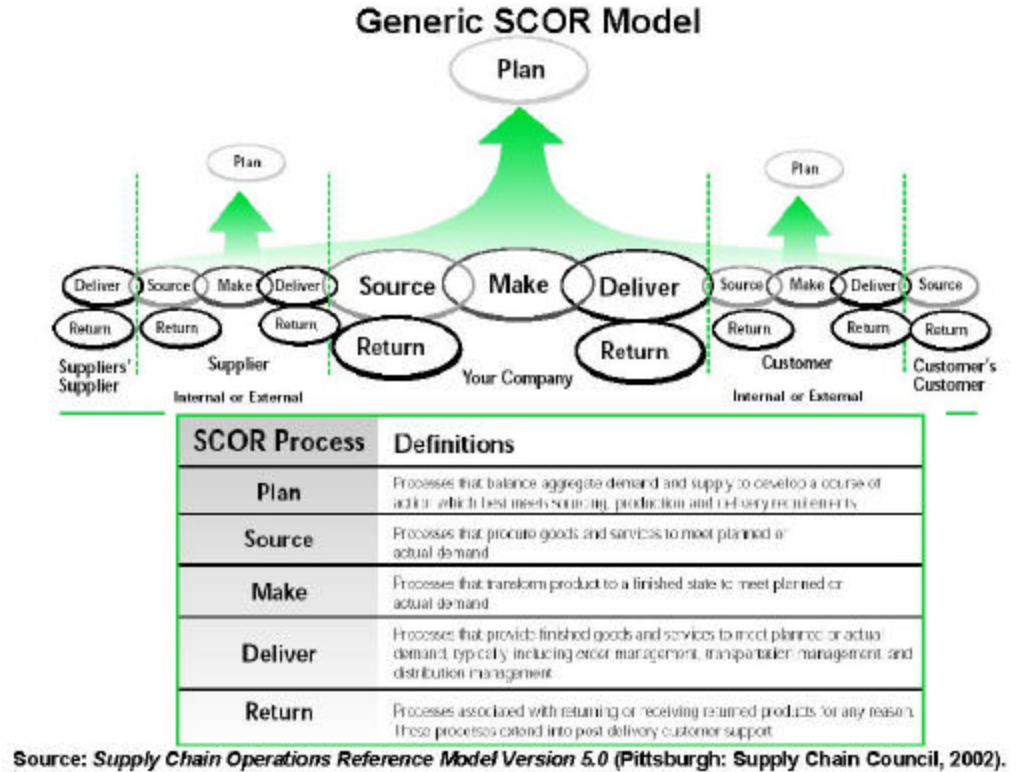 Generic SCOR Model
Plan
Plan
Plan
Deliver
Source
Make
Deliver
Source
Make
Deliver
Source
Make
Deliver
Source
Return
Return
Return
Return
Return
Return
Return
Return
Suppliers'
Supplier
Supplier
Your Company
Customer
Customer's
Customer
Internal or External
Internal or External
SCOR Process
Definitions
Plan
Processes that balance aggregate demand and supply to develop a course of
action which best meets sourcing, production and delivery requirements
Source
Processes that procure goods and services to meet planned or
actual demand
Make
Processes that transform product to a finished state to meet planned or
actual demand
Deliver
Processes that provide finished goods and services to meet planned or actual
demand, typically including order management, transportation management, and
distribution management
Return
Processes associated with returning or receiving returned products for any reason.
These processes extend into post delivery customer support
Source: Supply Chain Operations Reference Model Version 5.0 (Pittsburgh: Supply Chain Council, 2002).